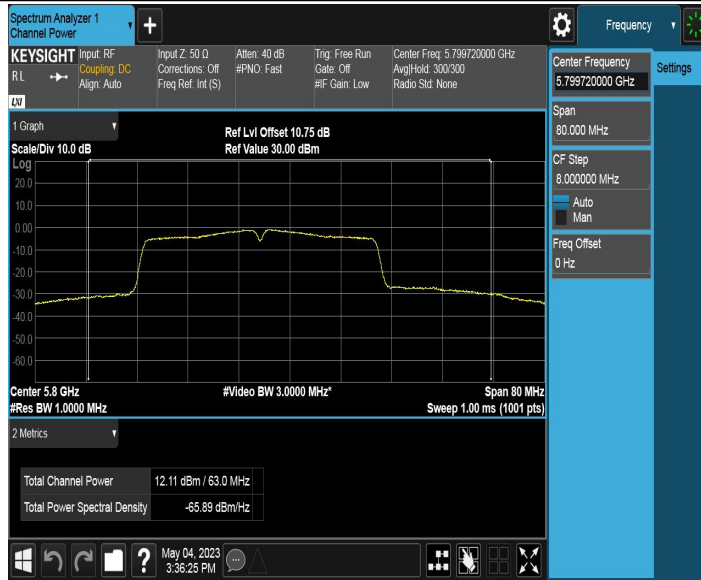 Spectrum Analyzer 1
Channel Power
+
Frequency
KEYSIGHT
RL
LXI
Input: RF
Coupling: DC
Align: Auto
Input Z: 50 Ω
Corrections: Off
Freq Ref: Int (S)
Atten: 40 dB
#PNO: Fast
Trig: Free Run
Gate: Off
#IF Gain: Low
Center Freq: 5.799720000 GHz
Avg|Hold: 300/300
Radio Std: None
Center Frequency
5.799720000 GHz
Settings
Span
80.000 MHz
CF Step
8.000000 MHz
Auto
Man
Freq Offset
0 Hz
1 Graph
Scale/Div 10.0 dB
Ref Lvl Offset 10.75 dB
Ref Value 30.00 dBm
Log
20.0
10.0
0.00
-10.0
-20.0
-30.0
-40.0
-50.0
-60.0
Center 5.8 GHz
#Video BW 3.0000 MHz*
Span 80 MHz
#Res BW 1.0000 MHz
Sweep 1.00 ms (1001 pts)
2 Metrics
Total Channel Power 12.11 dBm / 63.0 MHz
Total Power Spectral Density -65.89 dBm/Hz
?
May 04, 2023
3:36:25 PM